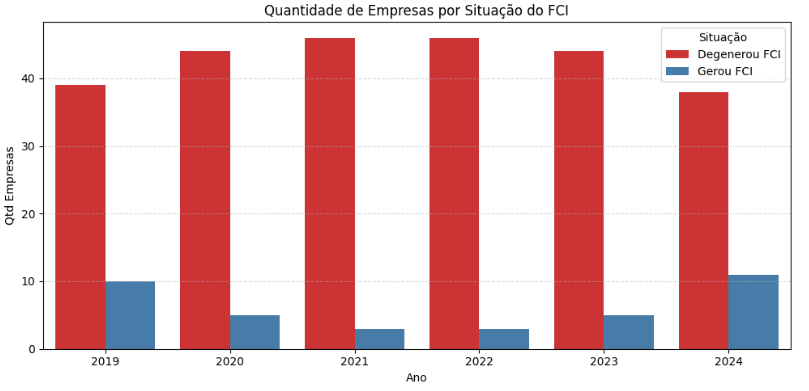 Quantidade de Empresas por Situação do FCI
Situação
Degenerou FCI
Gerou FCI
Qtd Empresas
40
30
20
10
0
2019 2020 2021 2022 2023 2024
Ano